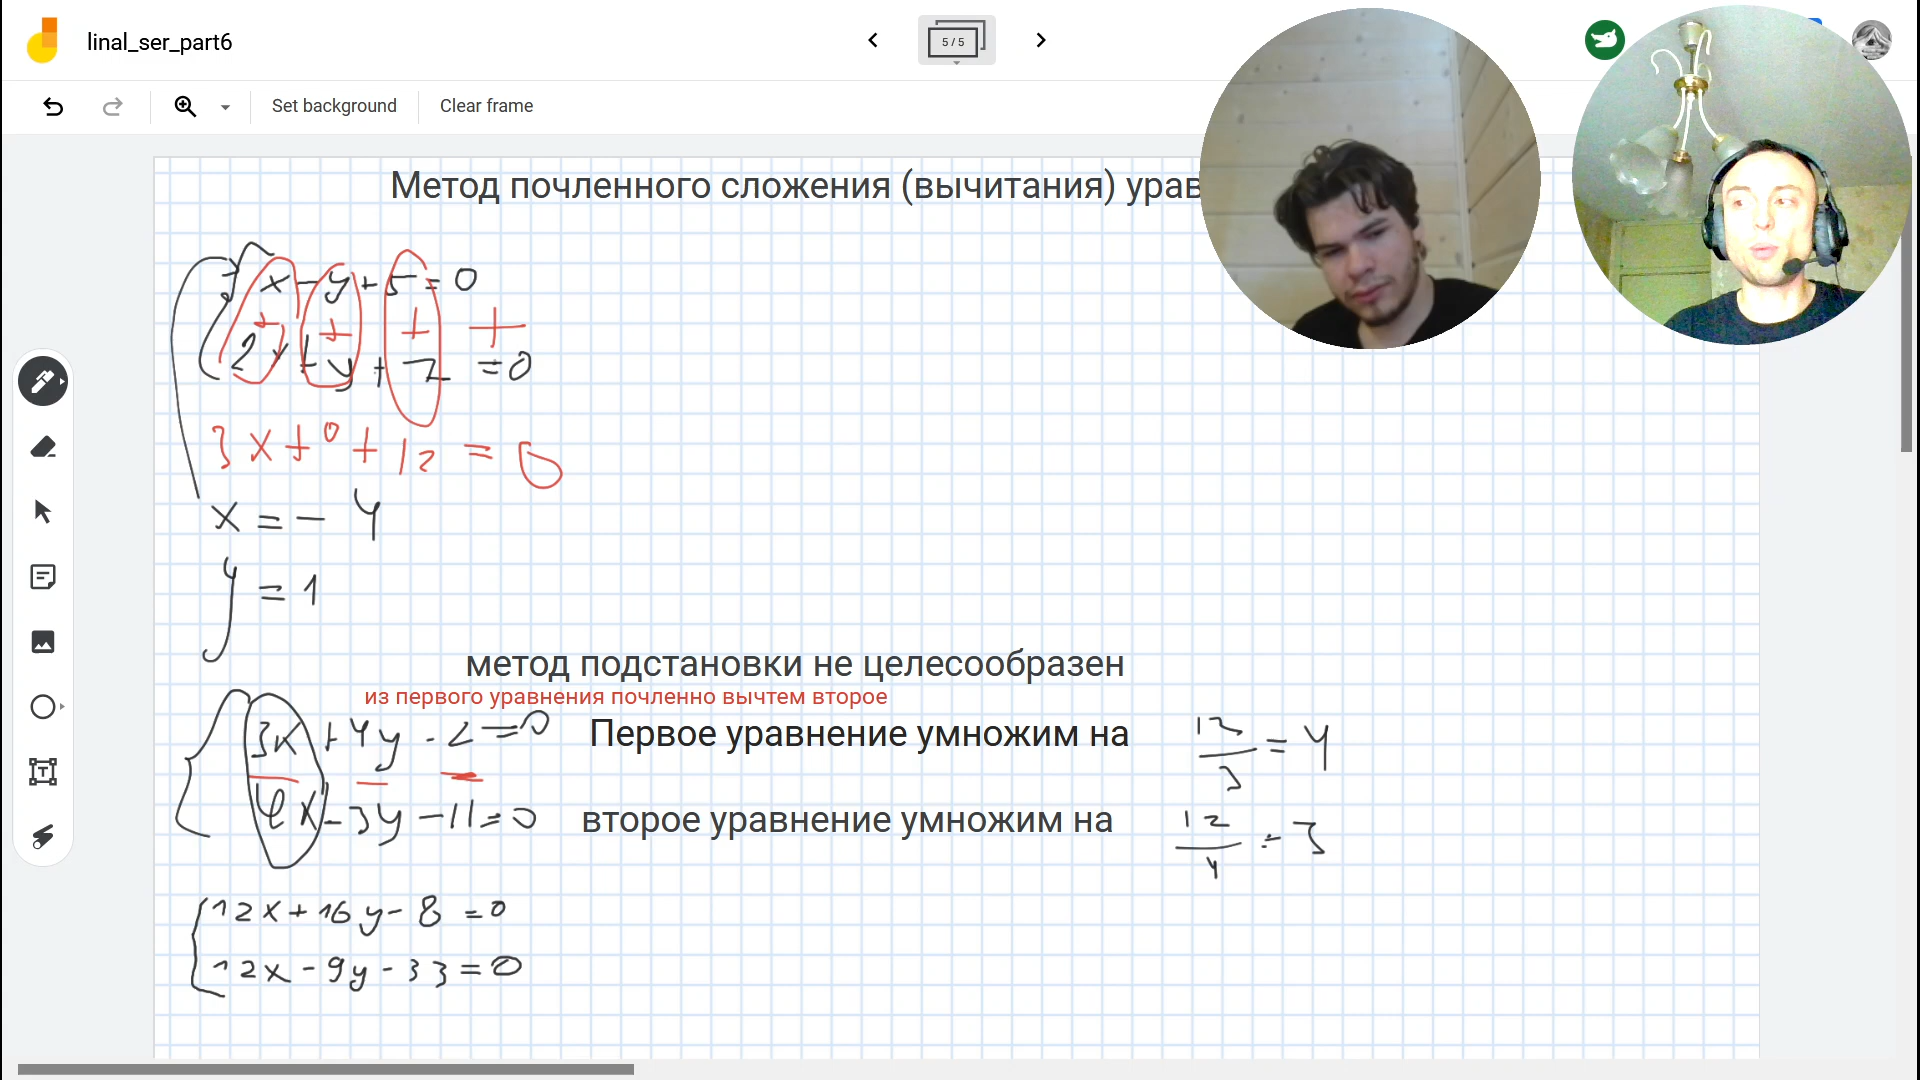 linal_ser_part6
5 / 5
Set background
Clear frame
Метод почленного сложения (вычитания) урав
x - y + 5 = 0
+ + + +
2x + y + 7 = 0
3x + 0 + 12 = 0
x = - 4
y = 1
метод подстановки не целесообразен
из первого уравнения почленно вычтем второе
3x + 4y - 2 = 0 Первое уравнение умножим на 12/3 = 4
4x - 3y - 11 = 0 второе уравнение умножим на 12/4 = 3
12x + 16y - 8 = 0
12x - 9y - 33 = 0